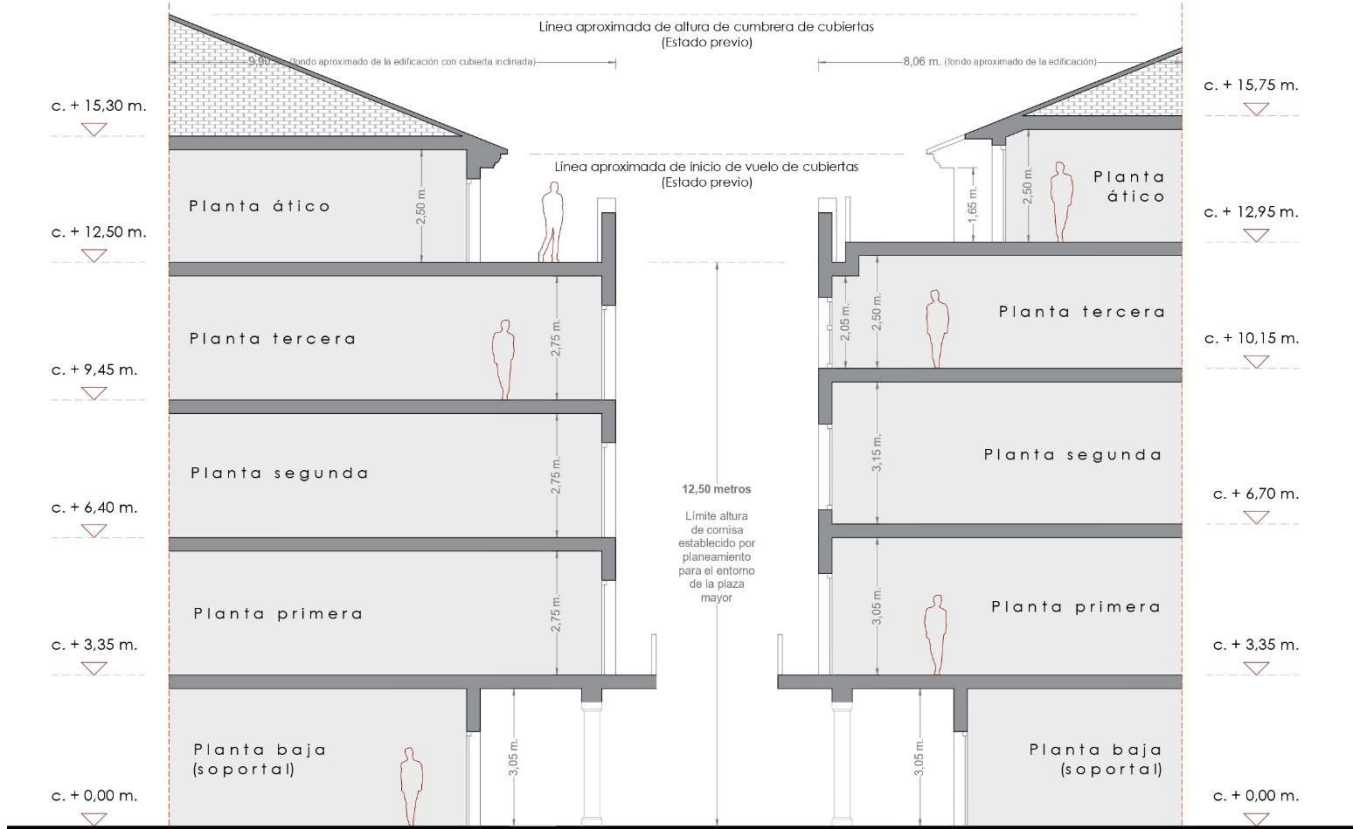 Línea aproximada de altura de cumbrera de cubiertas
(Estado previo)
9,90 m. (fondo aproximado de la edificación con cubierta inclinada)
8,06 m. (fondo aproximado de la edificación)
c. + 15,30 m.
c. + 15,75 m.
Línea aproximada de inicio de vuelo de cubiertas
(Estado previo)
Planta ático
2,50 m.
1,65 m.
2,50 m.
Planta
ático
c. + 12,50 m.
c. + 12,95 m.
Planta tercera
2,75 m.
2,05 m.
2,50 m.
Planta tercera
c. + 9,45 m.
c. + 10,15 m.
Planta segunda
2,75 m.
3,15 m.
Planta segunda
c. + 6,40 m.
c. + 6,70 m.
12,50 metros
Límite altura
de cornisa
establecido por
planeamiento
para el entorno
de la plaza
mayor
Planta primera
2,75 m.
3,05 m.
Planta primera
c. + 3,35 m.
c. + 3,35 m.
Planta baja
(soportal)
3,05 m.
3,05 m.
Planta baja
(soportal)
c. + 0,00 m.
c. + 0,00 m.